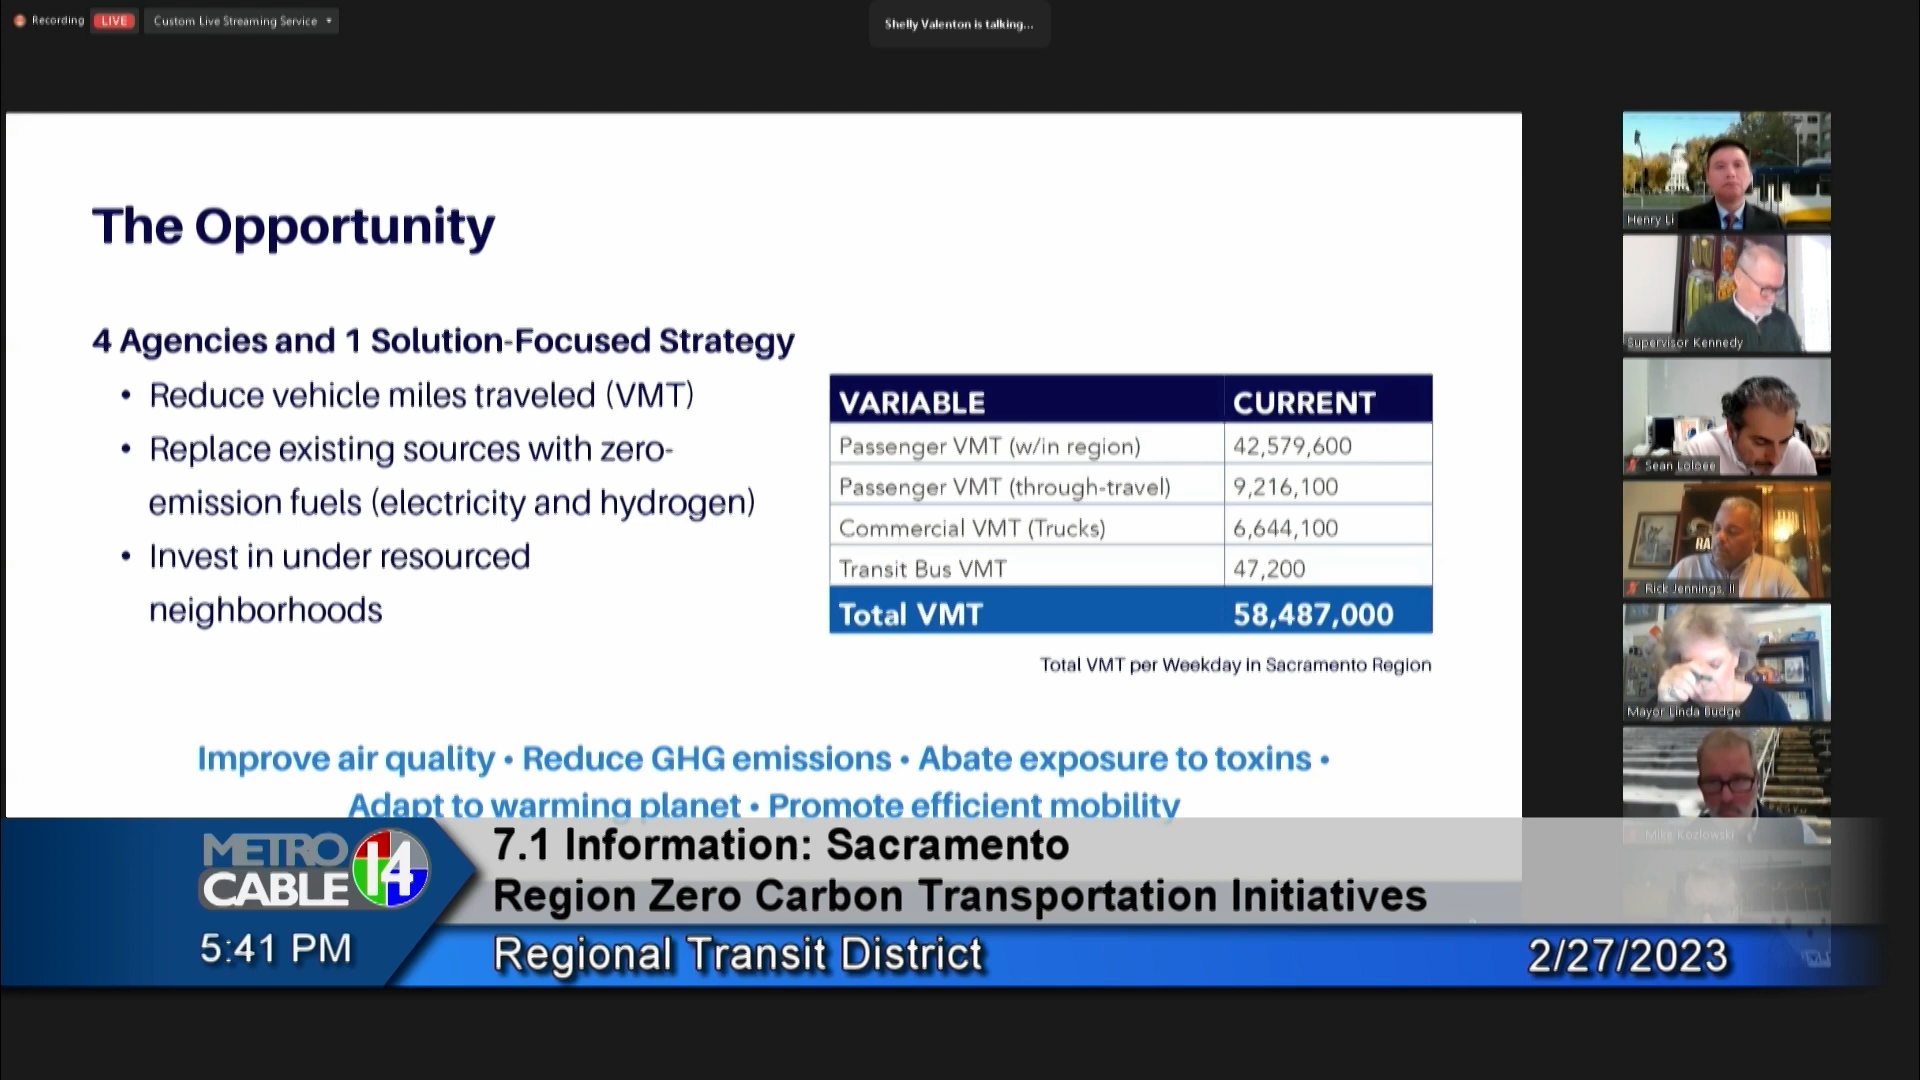 Recording
LIVE
Custom Live Streaming Service
Shelly Valenton is talking...
The Opportunity
4 Agencies and 1 Solution-Focused Strategy
• Reduce vehicle miles traveled (VMT)
• Replace existing sources with zero-
emission fuels (electricity and hydrogen)
• Invest in under resourced
neighborhoods
VARIABLE CURRENT
Passenger VMT (w/in region) 42,579,600
Passenger VMT (through-travel) 9,216,100
Commercial VMT (Trucks) 6,644,100
Transit Bus VMT 47,200
Total VMT 58,487,000
Total VMT per Weekday in Sacramento Region
Improve air quality • Reduce GHG emissions • Abate exposure to toxins •
Adapt to warming planet • Promote efficient mobility
Henry Li
Supervisor Kennedy
Sean Loloee
RA
Rick Jennings, II
Mayor Linda Budge
Mike Kozlowski
METRO
CABLE 14
5:41 PM
7.1 Information: Sacramento
Region Zero Carbon Transportation Initiatives
Regional Transit District
2/27/2023